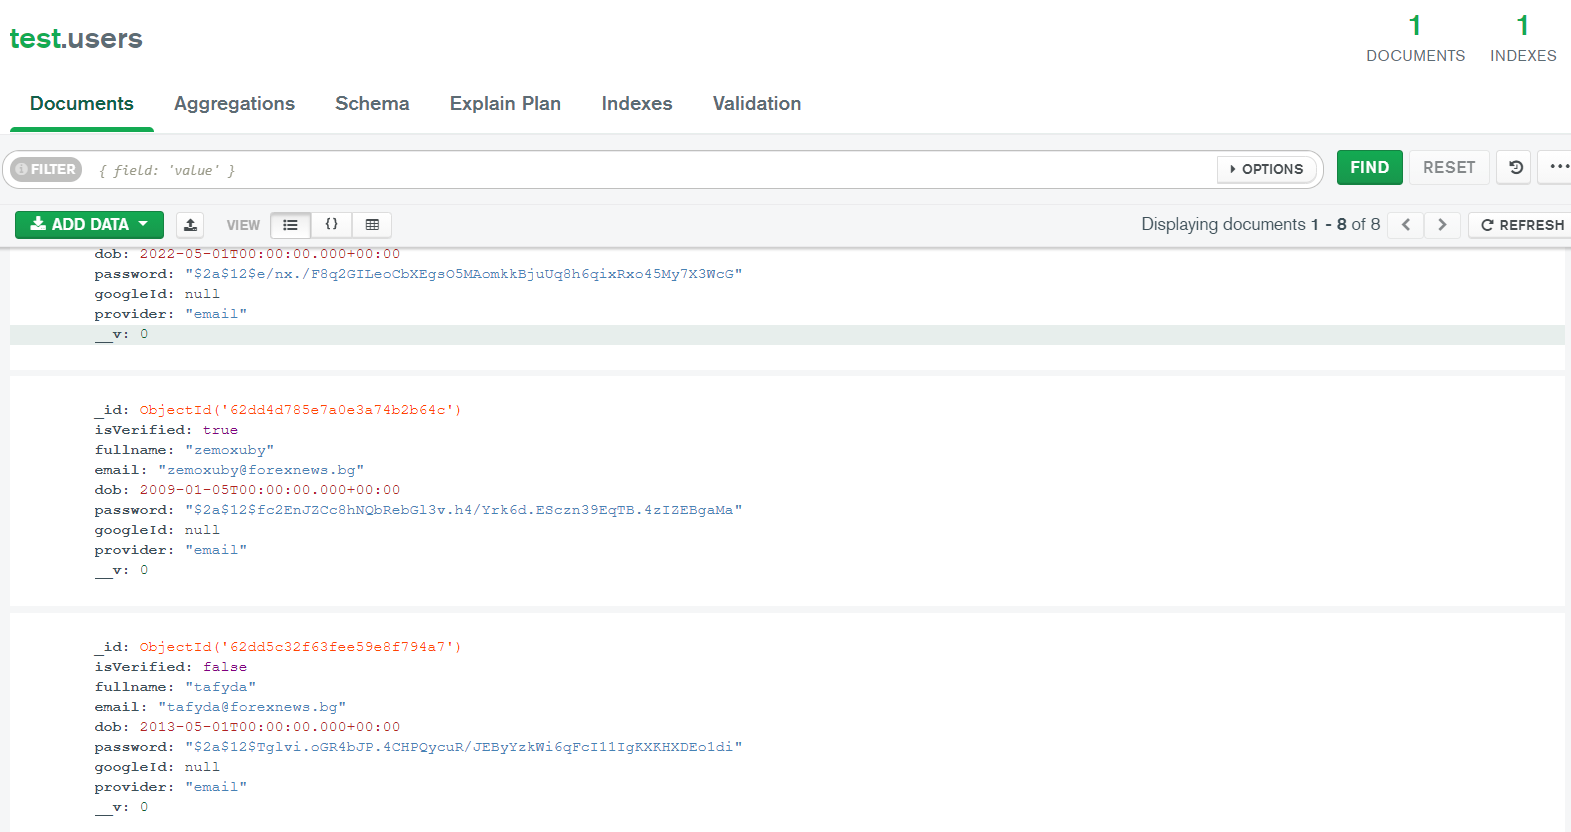 test.users
1 DOCUMENTS
1 INDEXES
Documents Aggregations Schema Explain Plan Indexes Validation
FILTER { field: 'value' } OPTIONS FIND RESET ...
ADD DATA VIEW {} Displaying documents 1 - 8 of 8 < > REFRESH
dob: 2022-05-01T00:00:00.000+00:00
password: "$2a$12$e/nx./F8q2GILeoCbXEgsO5MAomkkBjuUq8h6qixRxo45My7X3WcG"
googleId: null
provider: "email"
__v: 0
_id: ObjectId('62dd4d785e7a0e3a74b2b64c')
isVerified: true
fullname: "zemoxuby"
email: "zemoxuby@forexnews.bg"
dob: 2009-01-05T00:00:00.000+00:00
password: "$2a$12$fc2EnJZCc8hNQbRebGl3v.h4/Yrk6d.ESczn39EqTB.4zIZEBgaMa"
googleId: null
provider: "email"
__v: 0
_id: ObjectId('62dd5c32f63fee59e8f794a7')
isVerified: false
fullname: "tafyda"
email: "tafyda@forexnews.bg"
dob: 2013-05-01T00:00:00.000+00:00
password: "$2a$12$Tglvi.oGR4bJP.4CHPQycuR/JEByYzkWi6qFcI11IgKXKHXDEo1di"
googleId: null
provider: "email"
__v: 0